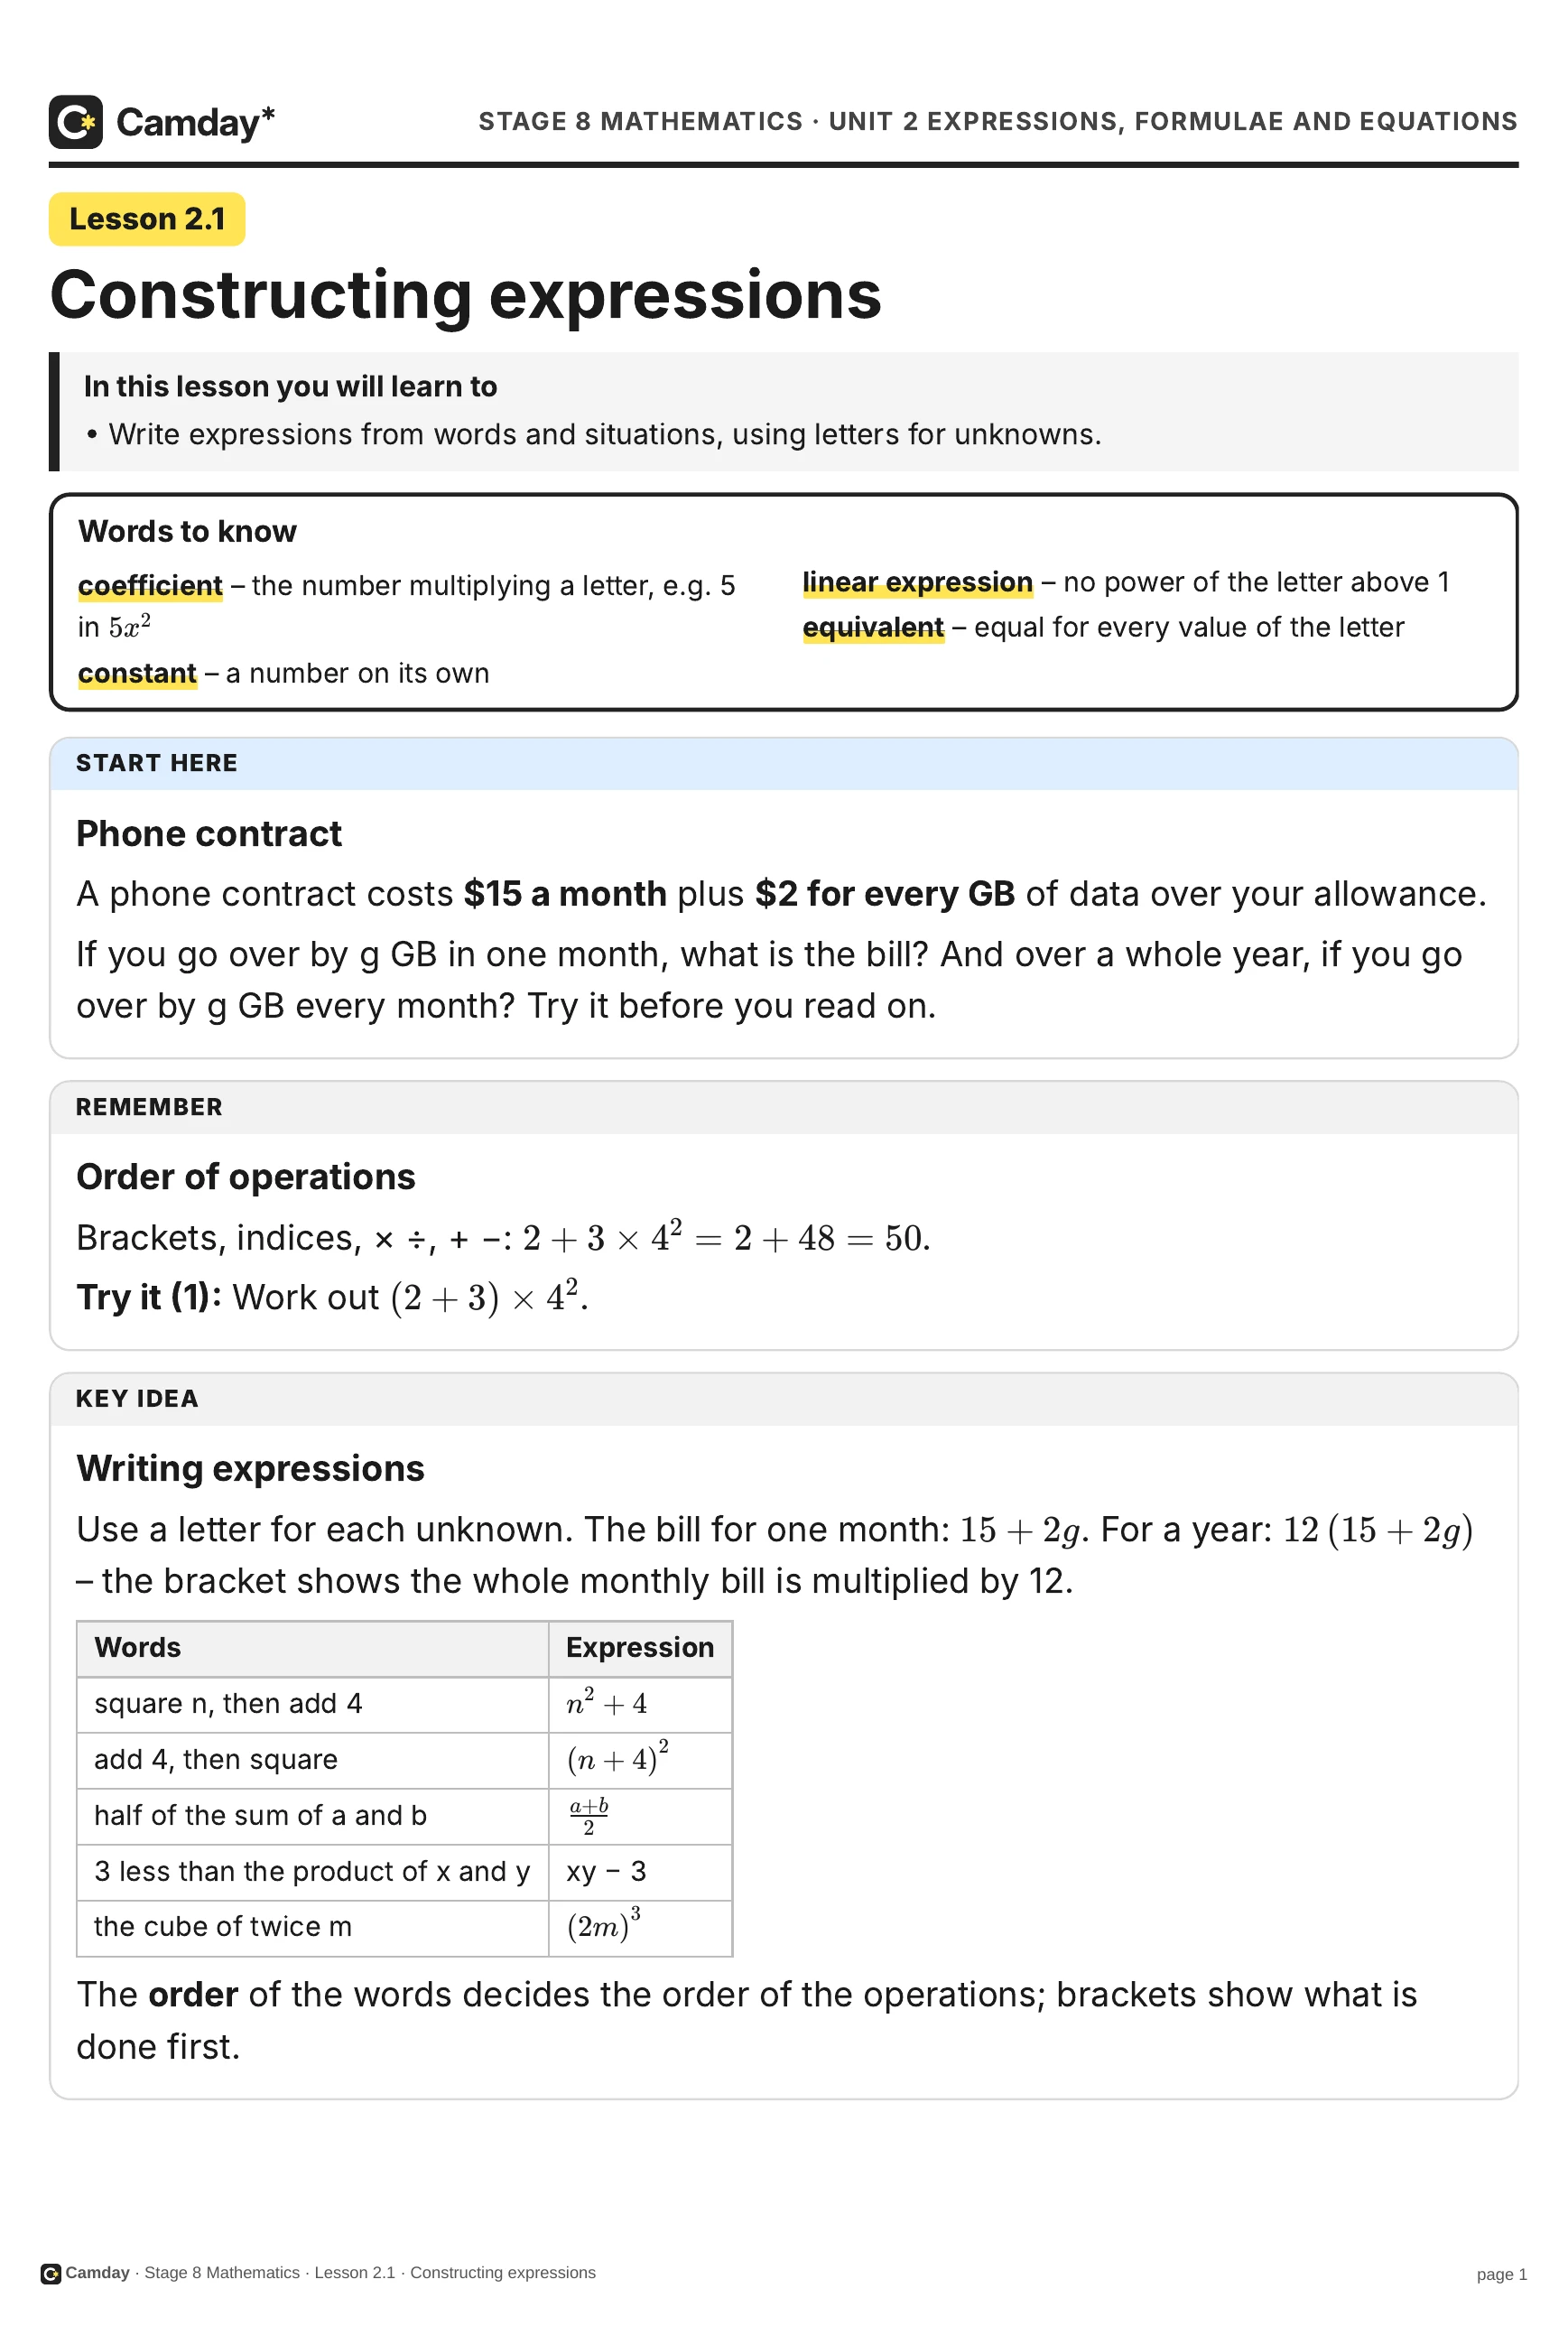 Camday*
STAGE 8 MATHEMATICS · UNIT 2 EXPRESSIONS, FORMULAE AND EQUATIONS
Lesson 2.1
Constructing expressions
In this lesson you will learn to
• Write expressions from words and situations, using letters for unknowns.
Words to know
coefficient – the number multiplying a letter, e.g. 5
in 5x²
constant – a number on its own
linear expression – no power of the letter above 1
equivalent – equal for every value of the letter
START HERE
Phone contract
A phone contract costs $15 a month plus $2 for every GB of data over your allowance.
If you go over by g GB in one month, what is the bill? And over a whole year, if you go
over by g GB every month? Try it before you read on.
REMEMBER
Order of operations
Brackets, indices, × ÷, + −: 2 + 3 × 4² = 2 + 48 = 50.
Try it (1): Work out (2 + 3) × 4².
KEY IDEA
Writing expressions
Use a letter for each unknown. The bill for one month: 15 + 2g. For a year: 12 (15 + 2g)
– the bracket shows the whole monthly bill is multiplied by 12.
Words Expression
square n, then add 4 n² + 4
add 4, then square (n + 4)²
half of the sum of a and b (a+b)/2
3 less than the product of x and y xy − 3
the cube of twice m (2m)³
The order of the words decides the order of the operations; brackets show what is
done first.
Camday · Stage 8 Mathematics · Lesson 2.1 · Constructing expressions
page 1